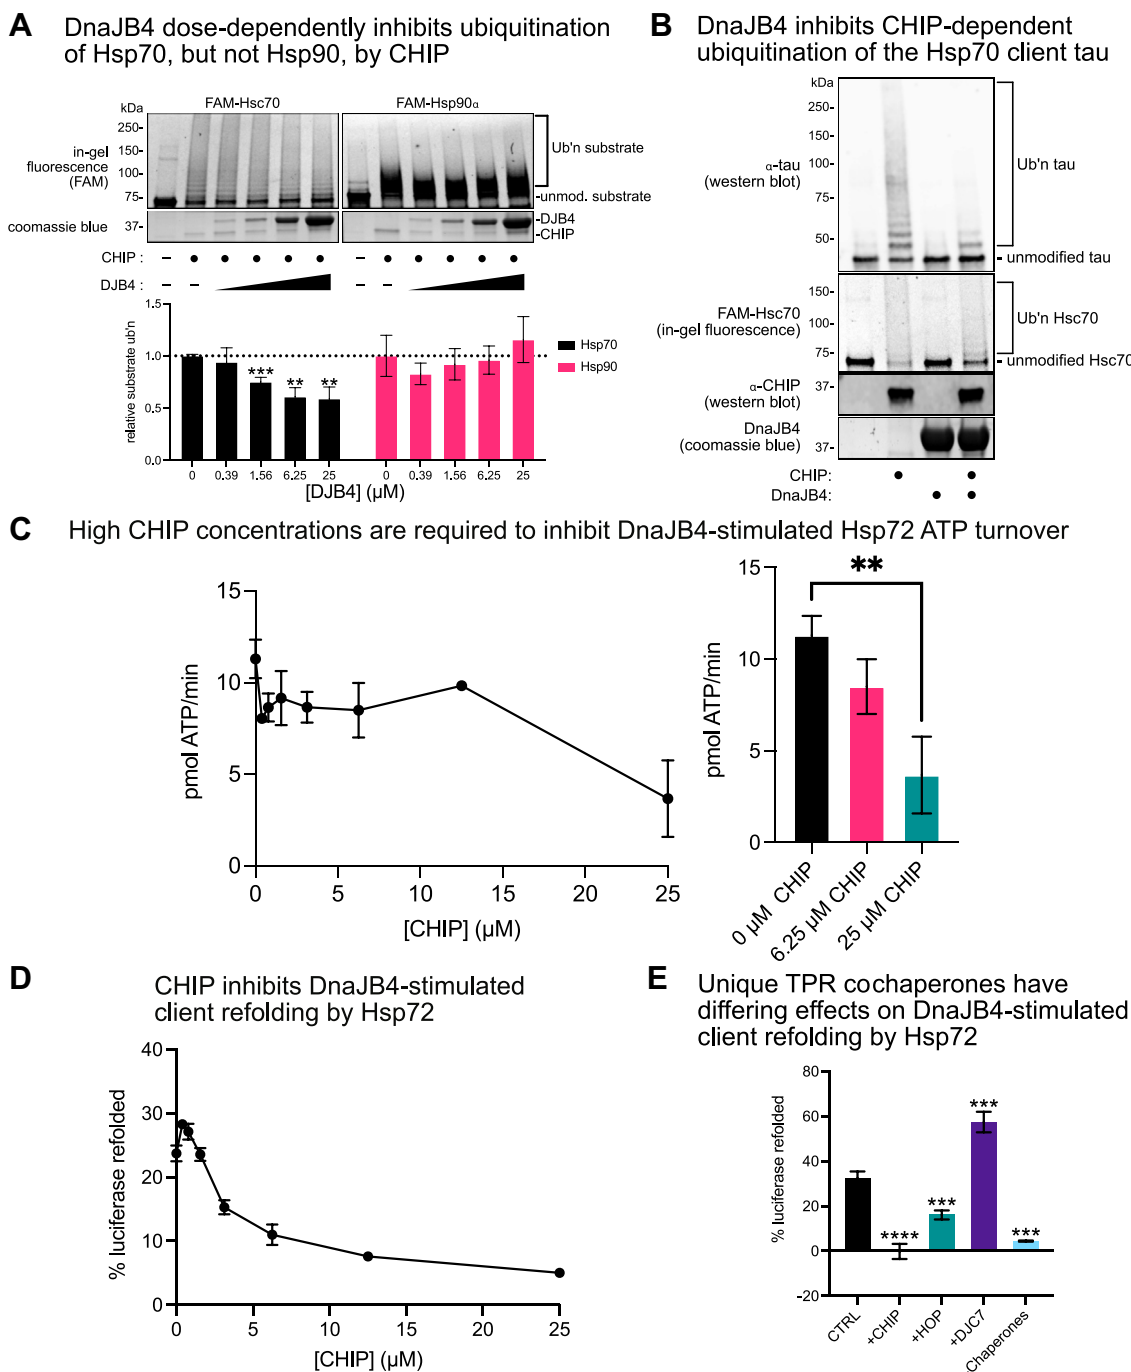 A DnaJB4 dose-dependently inhibits ubiquitination
of Hsp70, but not Hsp90, by CHIP
kDa
FAM-Hsc70
FAM-Hsp90α
250-
150-
100-
75-
in-gel
fluorescence
(FAM)
Ub'n substrate
-unmod. substrate
coomassie blue
37-
-DJB4
-CHIP
CHIP : – ● ● ● ● ● – ● ● ● ● ●
DJB4 : – – – –
relative substrate ub'n
1.5
1.0
0.5
0.0
*** ** **
Hsp70
Hsp90
0 0.39 1.56 6.25 25 0 0.39 1.56 6.25 25
[DJB4] (µM)
B DnaJB4 inhibits CHIP-dependent
ubiquitination of the Hsp70 client tau
kDa
250-
150-
100-
75-
50-
α-tau
(western blot)
Ub'n tau
- unmodified tau
150-
100-
75-
FAM-Hsc70
(in-gel fluorescence)
Ub'n Hsc70
- unmodified Hsc70
α-CHIP
(western blot)
37-
DnaJB4
(coomassie blue)
37-
CHIP: ● ●
DnaJB4: ● ●
C High CHIP concentrations are required to inhibit DnaJB4-stimulated Hsp72 ATP turnover
pmol ATP/min
15
10
5
0
0 5 10 15 20 25
[CHIP] (µM)
pmol ATP/min
15
10
5
0
**
0 µM CHIP
6.25 µM CHIP
25 µM CHIP
D CHIP inhibits DnaJB4-stimulated
client refolding by Hsp72
% luciferase refolded
40
30
20
10
0
0 5 10 15 20 25
[CHIP] (µM)
E Unique TPR cochaperones have
differing effects on DnaJB4-stimulated
client refolding by Hsp72
% luciferase refolded
80
60
40
20
0
-20
**** *** *** ***
CTRL
+CHIP
+HOP
+DJC7
Chaperones